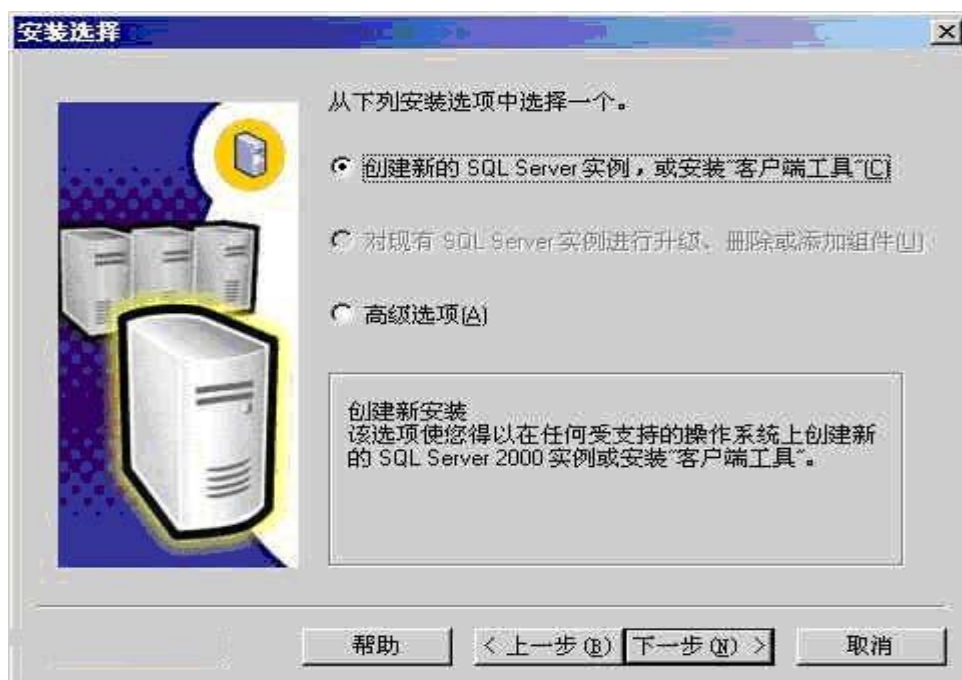 安装选择
从下列安装选项中选择一个。
创建新的 SQL Server 实例，或安装"客户端工具"(C)
对现有 SQL Server 实例进行升级、删除或添加组件(U)
高级选项(A)
创建新安装
该选项使您得以在任何受支持的操作系统上创建新
的 SQL Server 2000 实例或安装"客户端工具"。
帮助
< 上一步(B)
下一步(N) >
取消